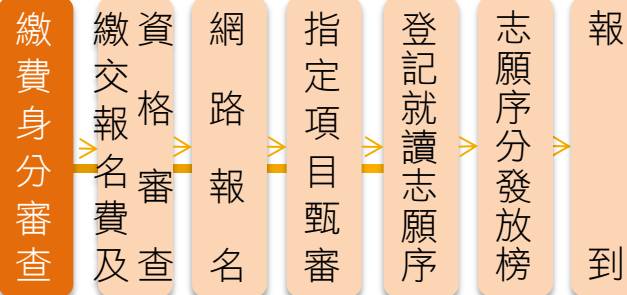 繳費身分審查
繳交報名費及
資格審查
網路報名
指定項目甄審
登記就讀志願序
志願序分發放榜
報到